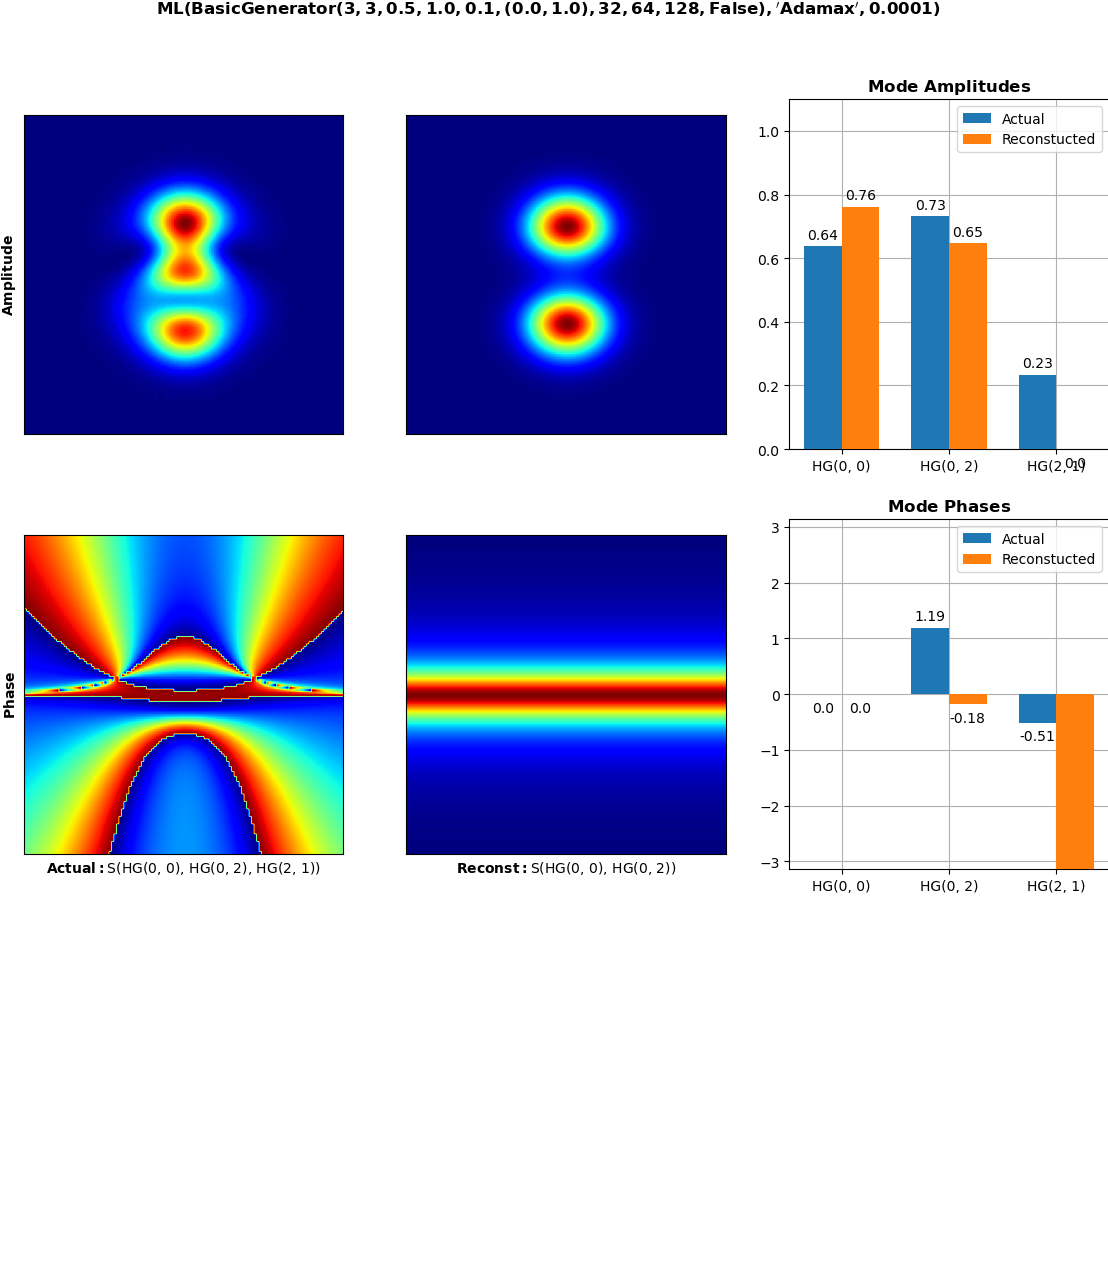 ML(BasicGenerator(3, 3, 0.5, 1.0, 0.1, (0.0, 1.0), 32, 64, 128, False), ′Adamax′, 0.0001)
Amplitude
Mode Amplitudes
Actual
Reconstucted
1.0
0.8
0.6
0.4
0.2
0.0
0.64
0.76
0.73
0.65
0.23
0.0
HG(0, 0)
HG(0, 2)
HG(2, 1)
Phase
Actual: S(HG(0, 0), HG(0, 2), HG(2, 1))
Reconst: S(HG(0, 0), HG(0, 2))
Mode Phases
Actual
Reconstucted
3
2
1
0
−1
−2
−3
0.0
0.0
1.19
-0.18
-0.51
HG(0, 0)
HG(0, 2)
HG(2, 1)